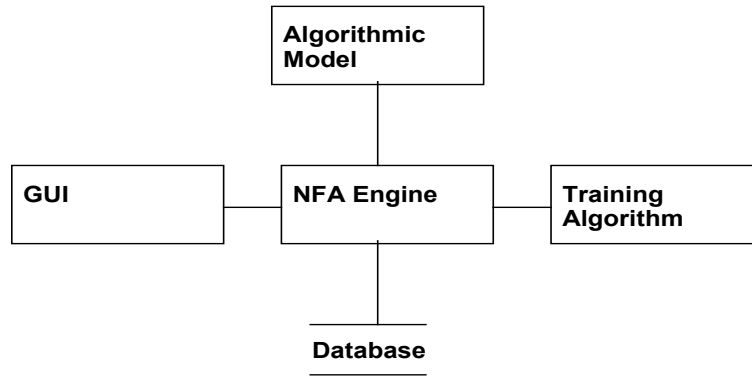 Algorithmic
Model
GUI
NFA Engine
Training
Algorithm
Database